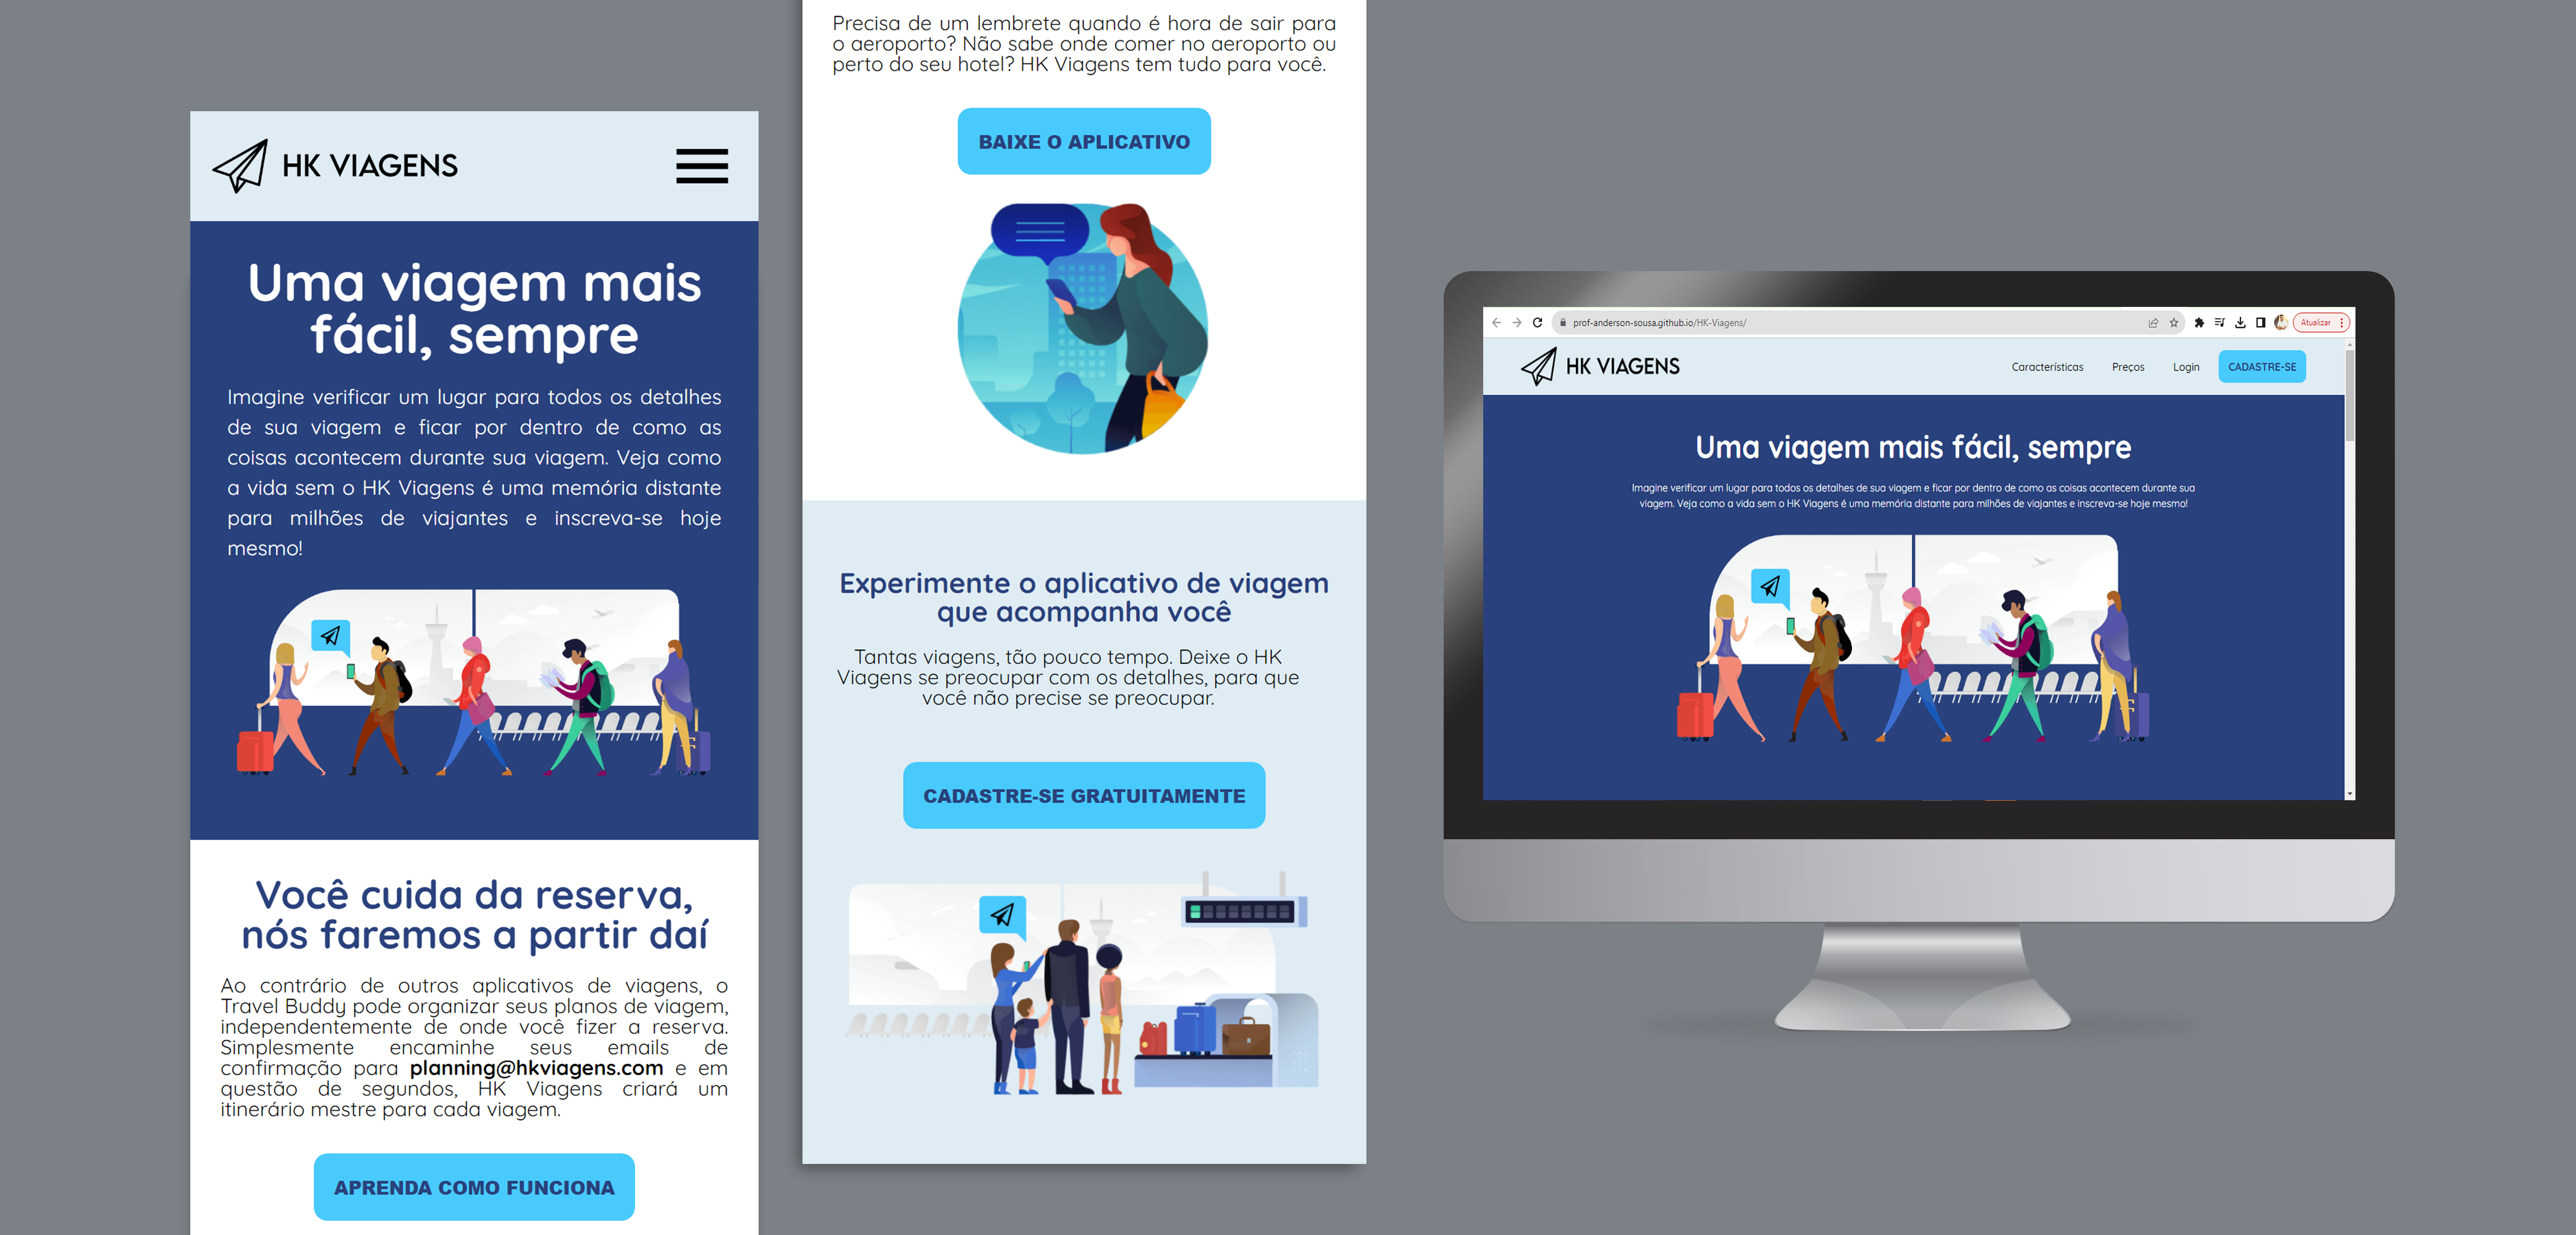 HK VIAGENS
Uma viagem mais
fácil, sempre
Imagine verificar um lugar para todos os detalhes
de sua viagem e ficar por dentro de como as
coisas acontecem durante sua viagem. Veja como
a vida sem o HK Viagens é uma memória distante
para milhões de viajantes e inscreva-se hoje
mesmo!
Você cuida da reserva,
nós faremos a partir daí
Ao contrário de outros aplicativos de viagens, o
Travel Buddy pode organizar seus planos de viagem,
independentemente de onde você fizer a reserva.
Simplesmente encaminhe seus emails de
confirmação para planning@hkviagens.com e em
questão de segundos, HK Viagens criará um
itinerário mestre para cada viagem.
APRENDA COMO FUNCIONA
Precisa de um lembrete quando é hora de sair para
o aeroporto? Não sabe onde comer no aeroporto ou
perto do seu hotel? HK Viagens tem tudo para você.
BAIXE O APLICATIVO
Experimente o aplicativo de viagem
que acompanha você
Tantas viagens, tão pouco tempo. Deixe o HK
Viagens se preocupar com os detalhes, para que
você não precise se preocupar.
CADASTRE-SE GRATUITAMENTE
prof-anderson-sousa.github.io/HK-Viagens/
Atualizar
HK VIAGENS
Características
Preços
Login
CADASTRE-SE
Uma viagem mais fácil, sempre
Imagine verificar um lugar para todos os detalhes de sua viagem e ficar por dentro de como as coisas acontecem durante sua
viagem. Veja como a vida sem o HK Viagens é uma memória distante para milhões de viajantes e inscreva-se hoje mesmo!